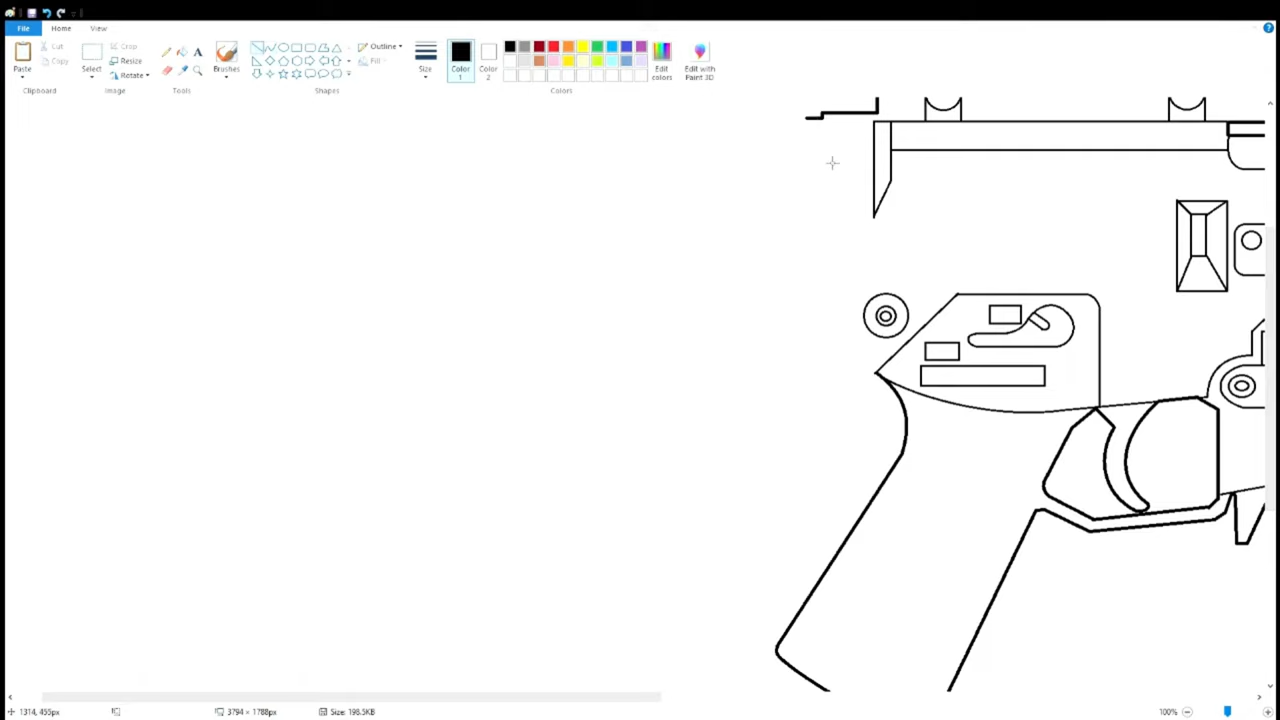 File Home View
Paste Cut Copy Select Crop Resize Rotate A Brushes Outline Fill Size Color 1 Color 2 Edit colors Edit with Paint 3D
Clipboard Image Tools Shapes Colors
1314, 455px 3794 × 1788px Size: 198.5KB 100%